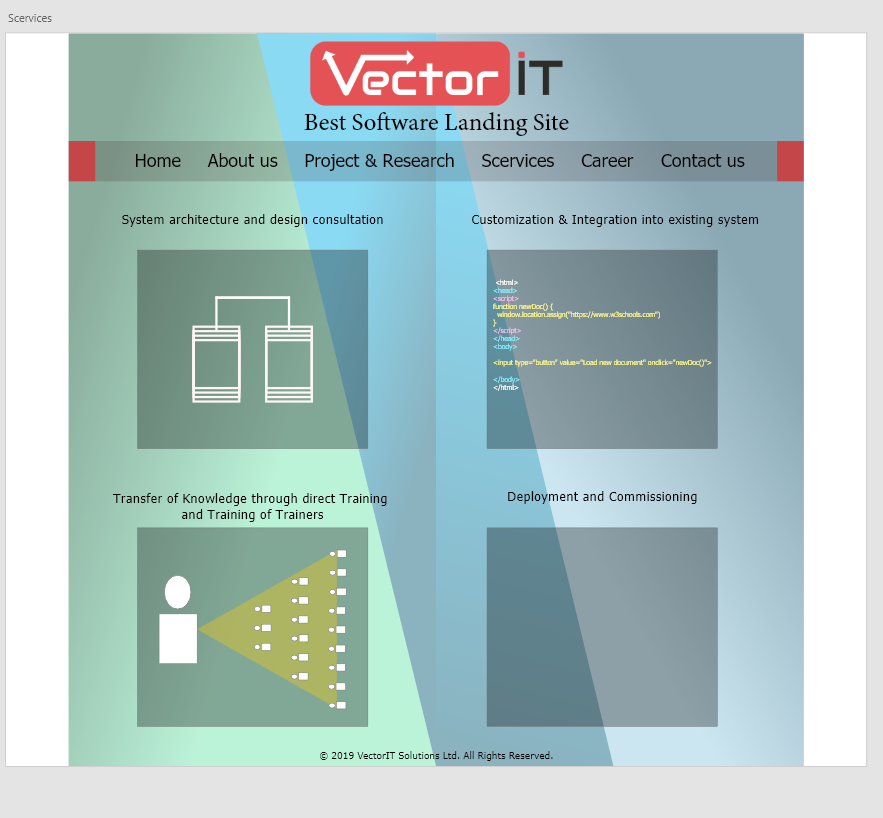 Scervices
Vector iT
Best Software Landing Site
Home About us Project & Research Scervices Career Contact us
System architecture and design consultation
Customization & Integration into existing system
<html>
<head>
<script>
function newDoc() {
window.location.assign("https://www.w3schools.com")
}
</script>
</head>
<body>
<input type="button" value="Load new document" onclick="newDoc()">
</body>
</html>
Transfer of Knowledge through direct Training
and Training of Trainers
Deployment and Commissioning
© 2019 VectorIT Solutions Ltd. All Rights Reserved.